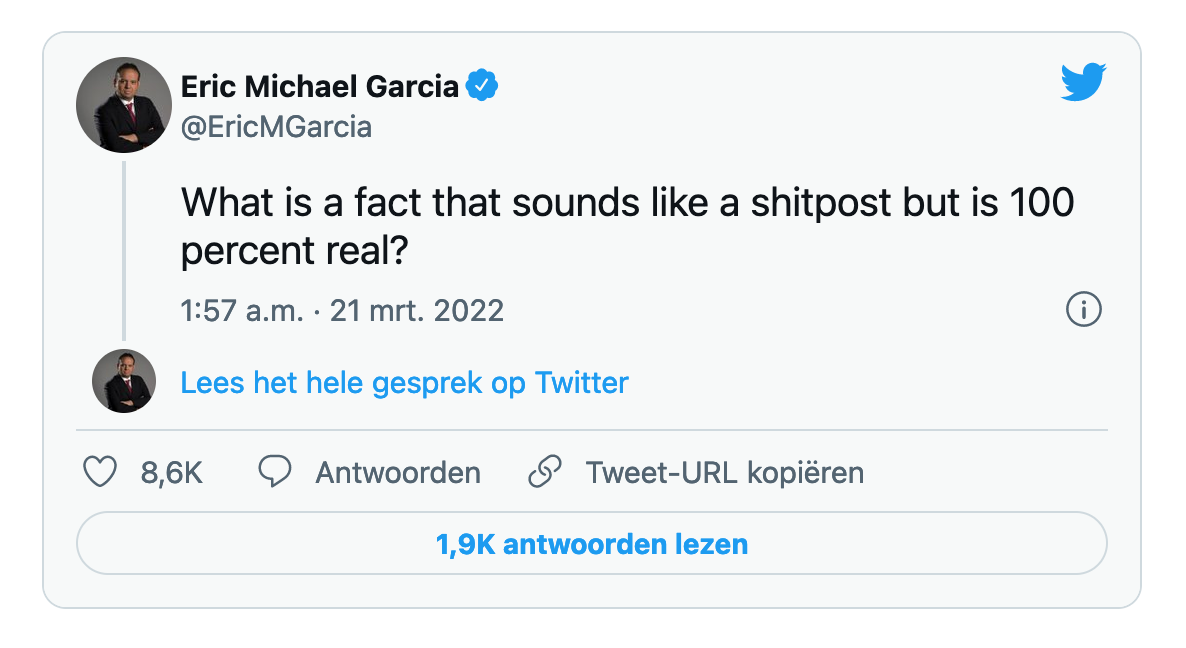 Eric Michael Garcia
@EricMGarcia
What is a fact that sounds like a shitpost but is 100
percent real?
1:57 a.m. · 21 mrt. 2022
Lees het hele gesprek op Twitter
8,6K Antwoorden Tweet-URL kopiëren
1,9K antwoorden lezen